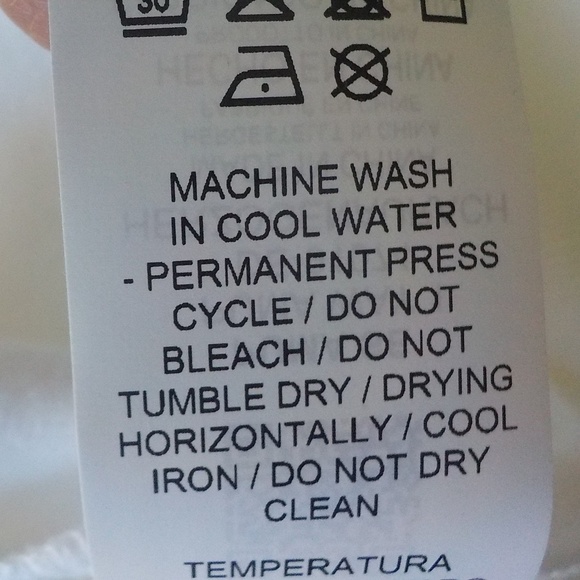 30
MACHINE WASH
IN COOL WATER
- PERMANENT PRESS
CYCLE / DO NOT
BLEACH / DO NOT
TUMBLE DRY / DRYING
HORIZONTALLY / COOL
IRON / DO NOT DRY
CLEAN
TEMPERATURA